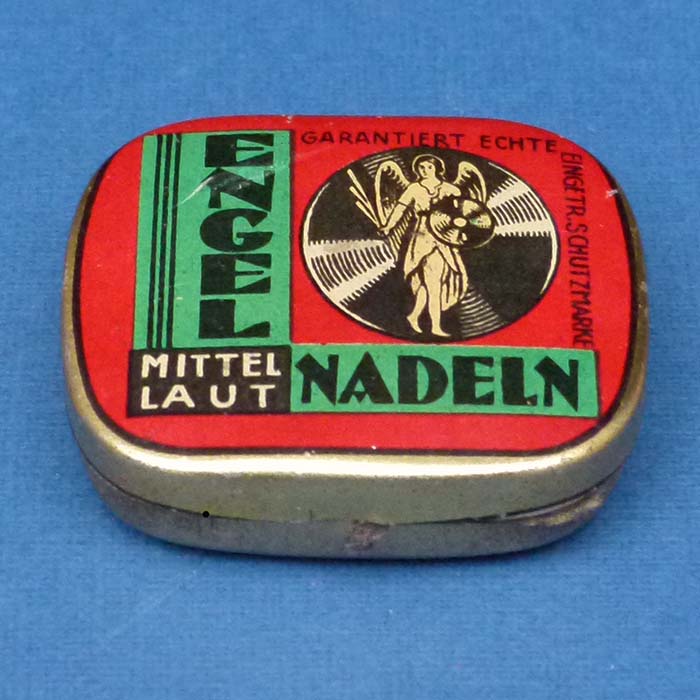 GARANTIERT ECHTE
EINGETR. SCHUTZMARKE
ENGEL
NADELN
MITTEL
LAUT